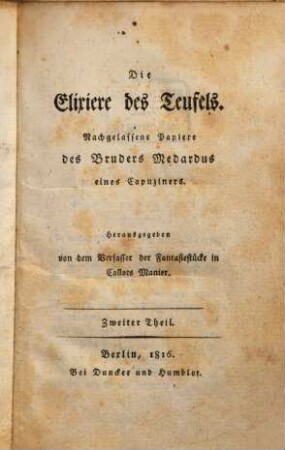 Die
Elixiere des Teufels.
Nachgelassene Papiere
des Bruders Medardus
eines Capuziners.
Herausgegeben
von dem Verfasser der Fantasiestücke in
Callots Manier.
Zweiter Theil.
Berlin, 1816.
Bei Duncker und Humblot.